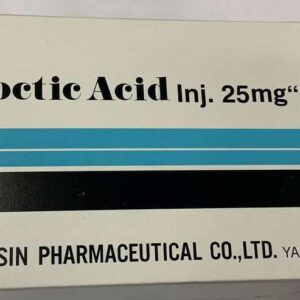 octic Acid Inj. 25mg“
SIN PHARMACEUTICAL CO.,LTD. YA